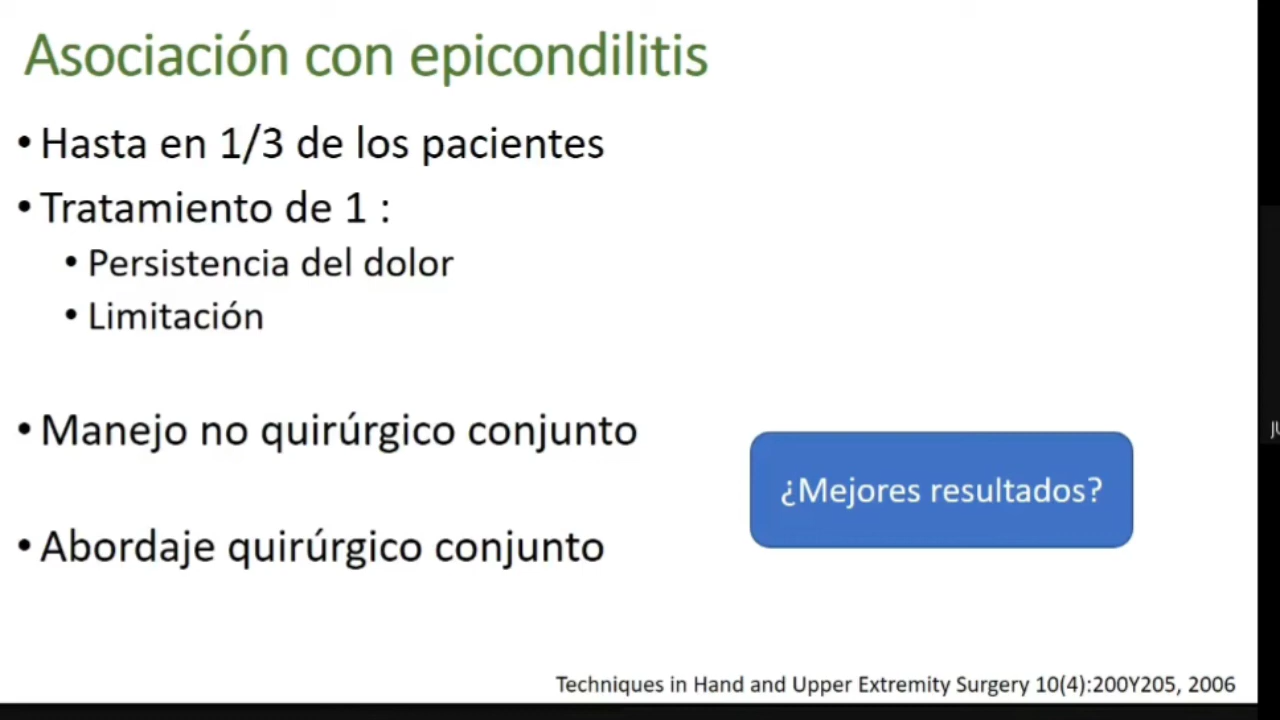 Asociación con epicondilitis
• Hasta en 1/3 de los pacientes
• Tratamiento de 1 :
• Persistencia del dolor
• Limitación
• Manejo no quirúrgico conjunto
¿Mejores resultados?
• Abordaje quirúrgico conjunto
Techniques in Hand and Upper Extremity Surgery 10(4):200Y205, 2006